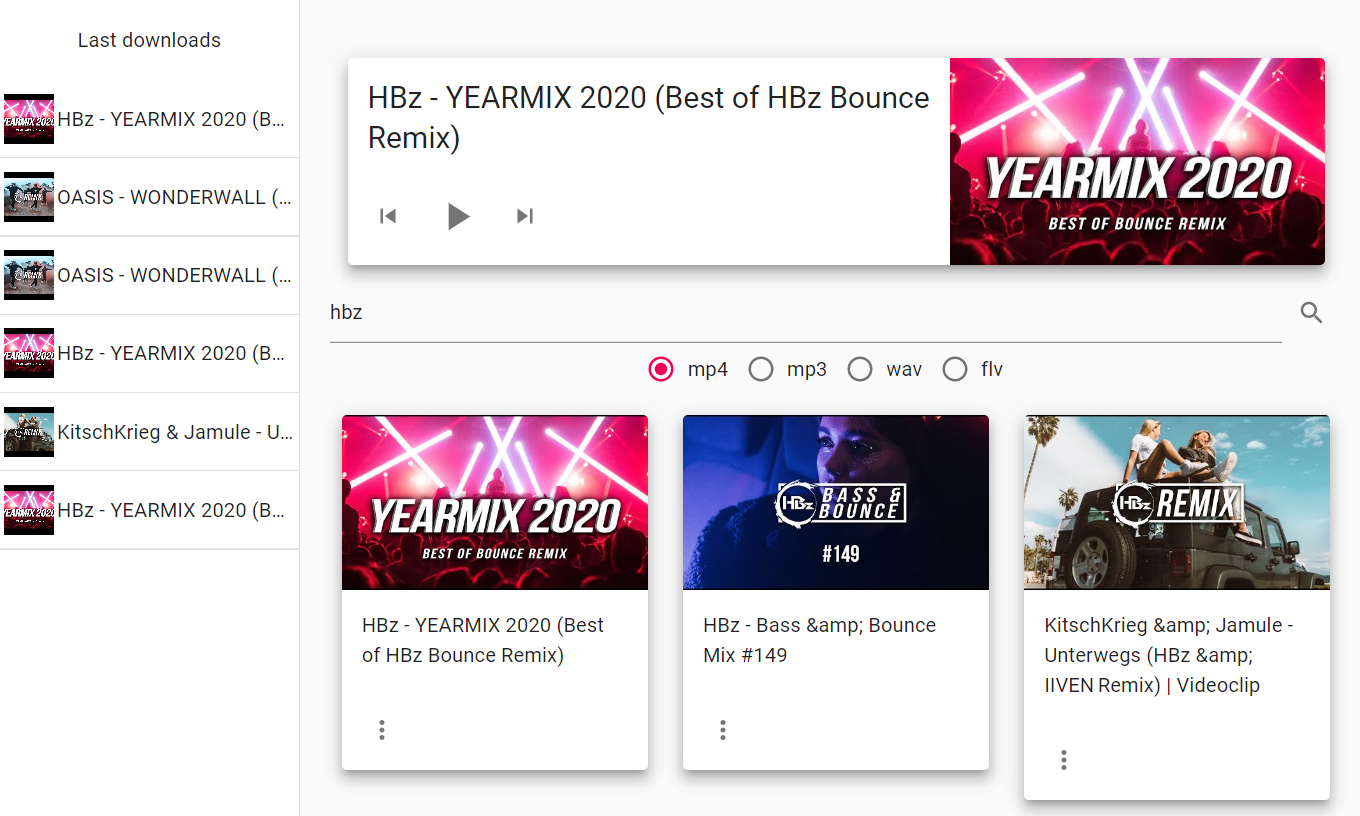 Last downloads
HBz - YEARMIX 2020 (B...
OASIS - WONDERWALL (...
OASIS - WONDERWALL (...
HBz - YEARMIX 2020 (B...
KitschKrieg & Jamule - U...
HBz - YEARMIX 2020 (B...
HBz - YEARMIX 2020 (Best of HBz Bounce
Remix)
YEARMIX 2020
BEST OF BOUNCE REMIX
hbz
mp4 mp3 wav flv
YEARMIX 2020
BEST OF BOUNCE REMIX
HBz - YEARMIX 2020 (Best
of HBz Bounce Remix)
HBz BASS &
BOUNCE
#149
HBz - Bass &amp; Bounce
Mix #149
HBz REMIX
KitschKrieg &amp; Jamule -
Unterwegs (HBz &amp;
IIVEN Remix) | Videoclip